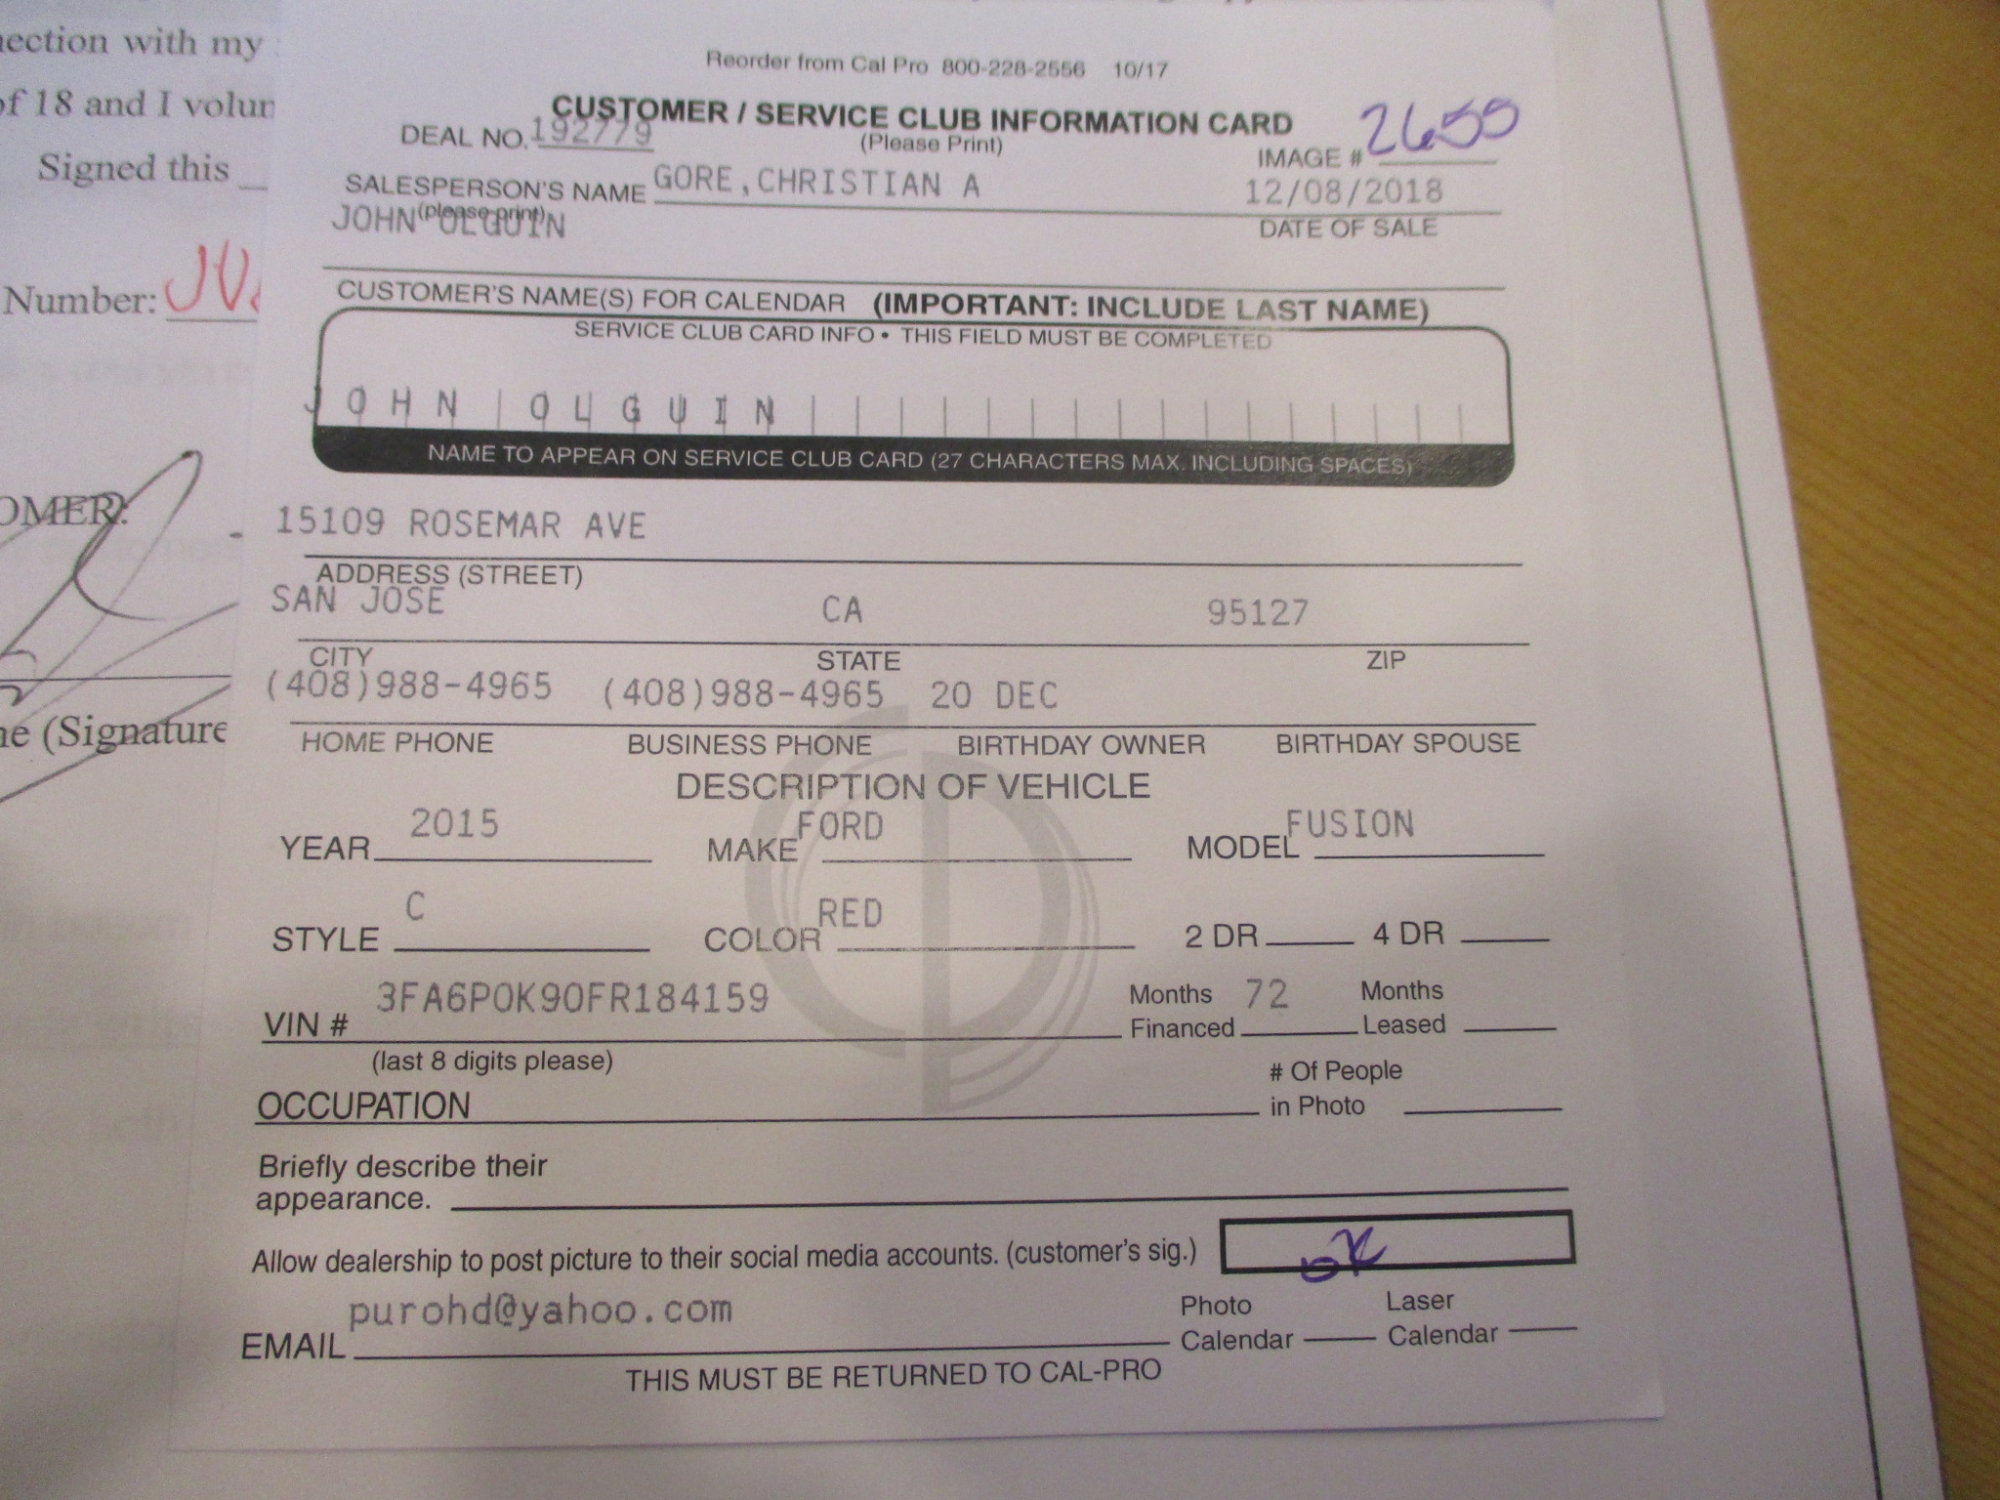 nection with my
of 18 and I volun
Signed this
Number: JV
OMER:
ne (Signature
Reorder from Cal Pro 800-228-2556 10/17
CUSTOMER / SERVICE CLUB INFORMATION CARD
(Please Print)
DEAL NO. 192779
IMAGE # 2655
SALESPERSON'S NAME GORE,CHRISTIAN A 12/08/2018
(please print) DATE OF SALE
JOHN OLGUIN
CUSTOMER'S NAME(S) FOR CALENDAR (IMPORTANT: INCLUDE LAST NAME)
SERVICE CLUB CARD INFO • THIS FIELD MUST BE COMPLETED
JOHN OLGUIN
NAME TO APPEAR ON SERVICE CLUB CARD (27 CHARACTERS MAX. INCLUDING SPACES)
15109 ROSEMAR AVE
ADDRESS (STREET)
SAN JOSE CA 95127
CITY STATE ZIP
(408)988-4965 (408)988-4965 20 DEC
HOME PHONE BUSINESS PHONE BIRTHDAY OWNER BIRTHDAY SPOUSE
DESCRIPTION OF VEHICLE
YEAR 2015 MAKE FORD MODEL FUSION
STYLE C COLOR RED 2 DR 4 DR
VIN # 3FA6P0K90FR184159 Months Financed 72 Months Leased
(last 8 digits please)
OCCUPATION # Of People in Photo
Briefly describe their
appearance.
Allow dealership to post picture to their social media accounts. (customer's sig.) OK
EMAIL purohd@yahoo.com Photo Calendar Laser Calendar
THIS MUST BE RETURNED TO CAL-PRO